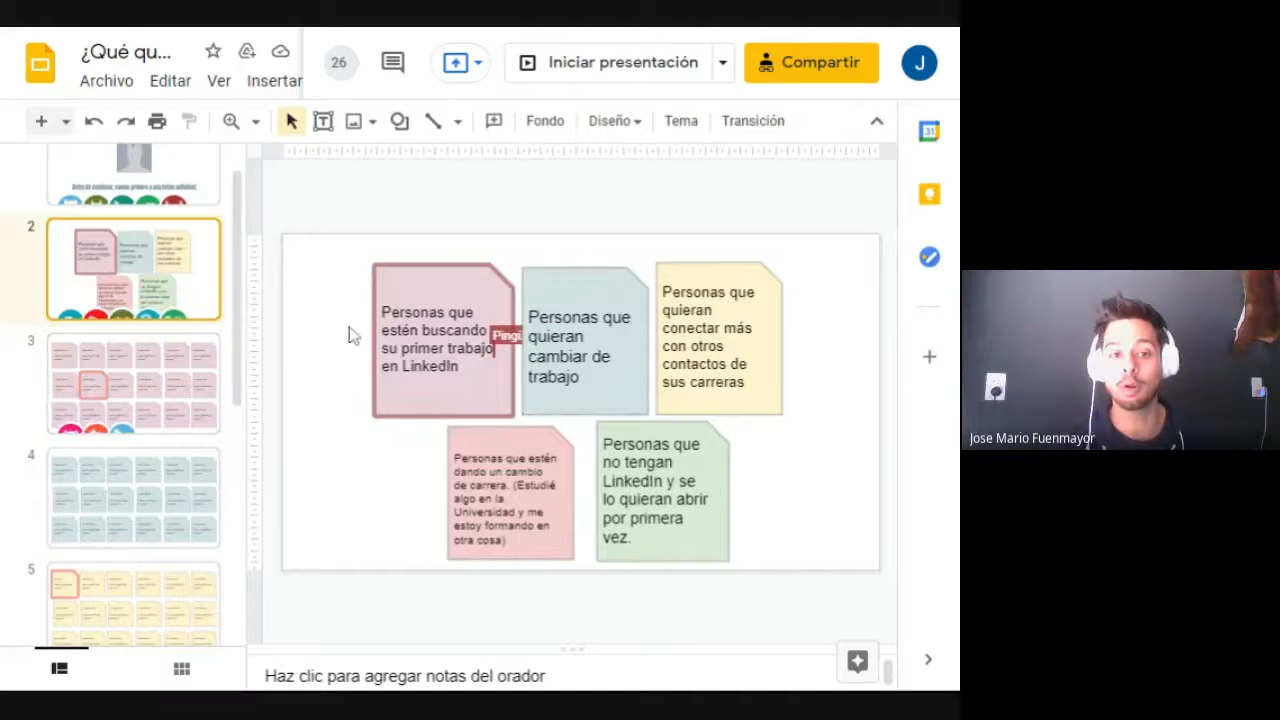 ¿Qué qu...
Archivo Editar Ver Insertar
26
Iniciar presentación
Compartir
J
Fondo Diseño Tema Transición
31
2
3
4
5
Personas que
estén buscando
su primer trabajo
en LinkedIn
Personas que
quieran
cambiar de
trabajo
Personas que
quieran
conectar más
con otros
contactos de
sus carreras
Personas que estén
dando un cambio
de carrera. (Estudié
algo en la
Universidad y me
estoy formando en
otra cosa)
Personas que
no tengan
LinkedIn y se
lo quieran abrir
por primera
vez.
Haz clic para agregar notas del orador
Jose Mario Fuenmayor